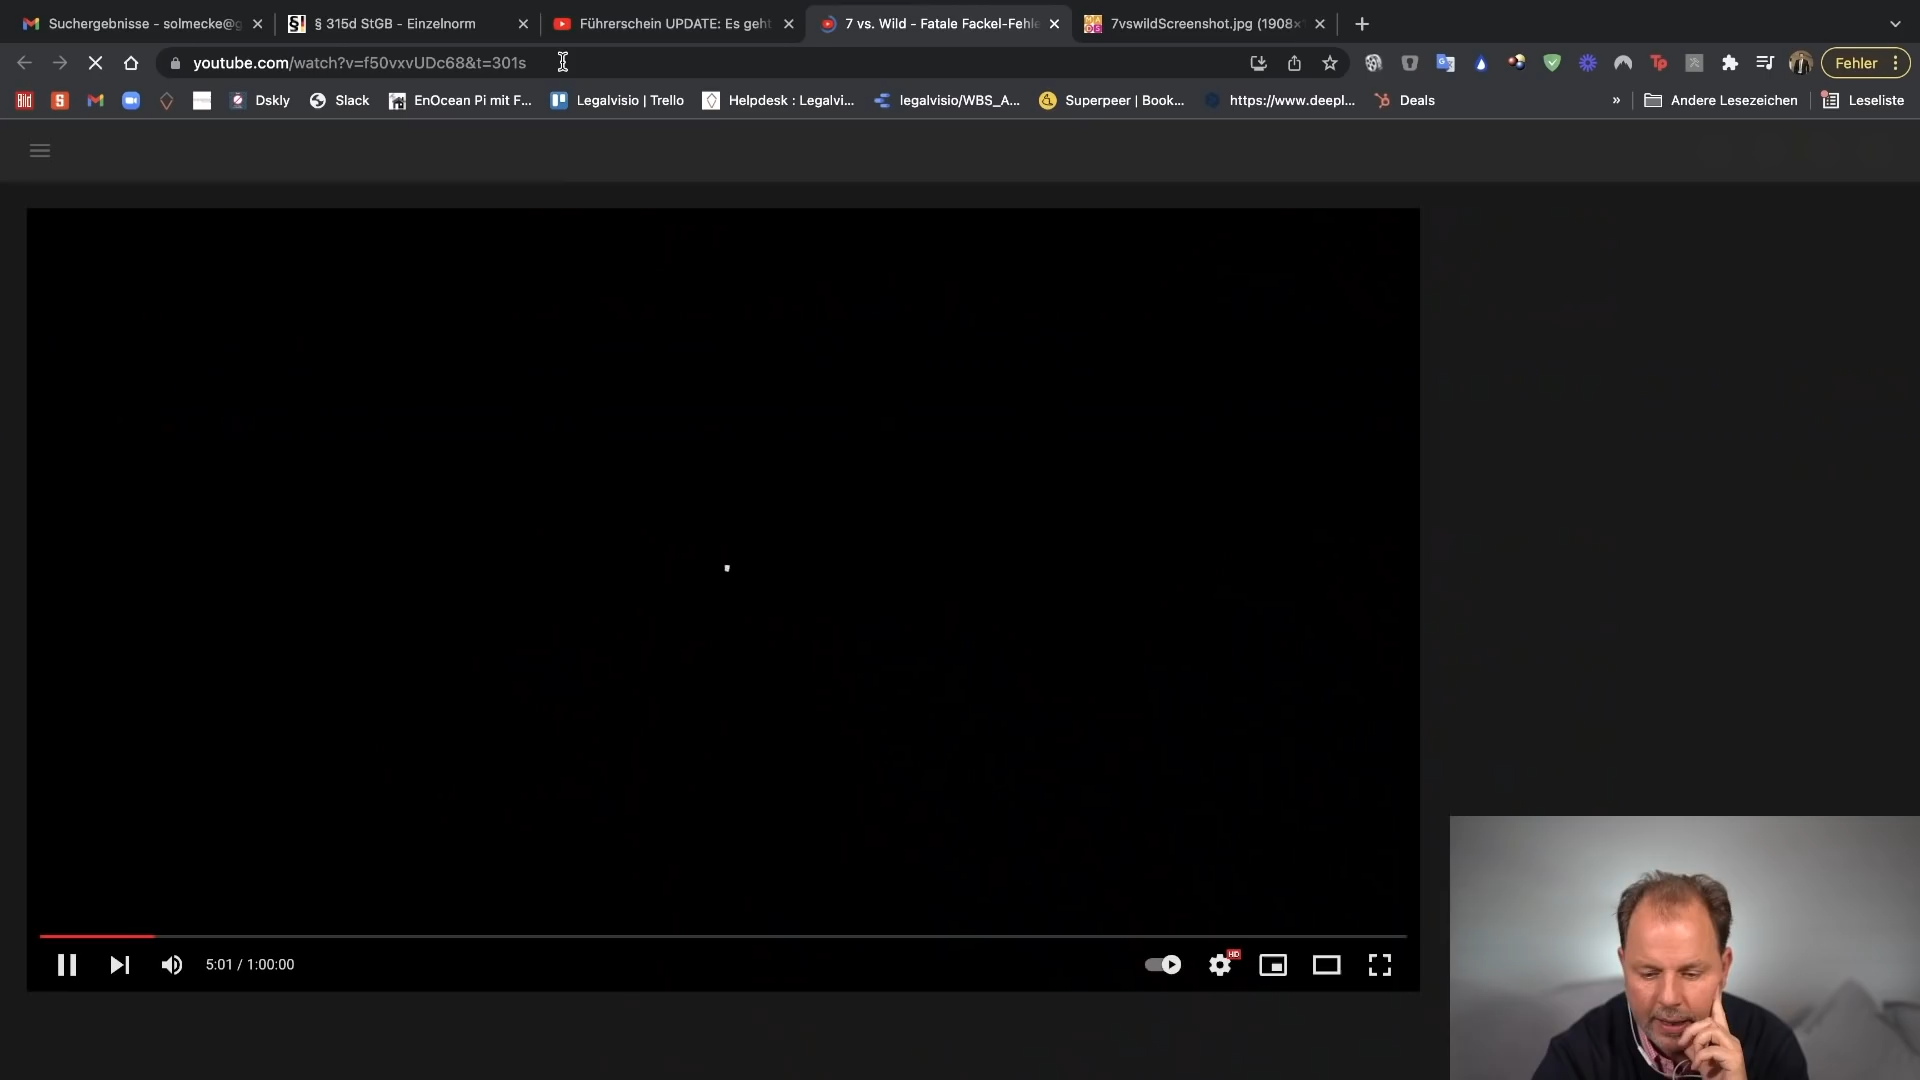 Suchergebnisse - solmecke@g
§ 315d StGB - Einzelnorm
Führerschein UPDATE: Es geht
7 vs. Wild - Fatale Fackel-Fehle
7vswildScreenshot.jpg (1908×
youtube.com/watch?v=f50vxvUDc68&t=301s
Fehler
Bild
Dskly
Slack
EnOcean Pi mit F...
Legalvisio | Trello
Helpdesk : Legalvi...
legalvisio/WBS_A...
Superpeer | Book...
https://www.deepl...
Deals
»
Andere Lesezeichen
Leseliste
5:01 / 1:00:00
HD